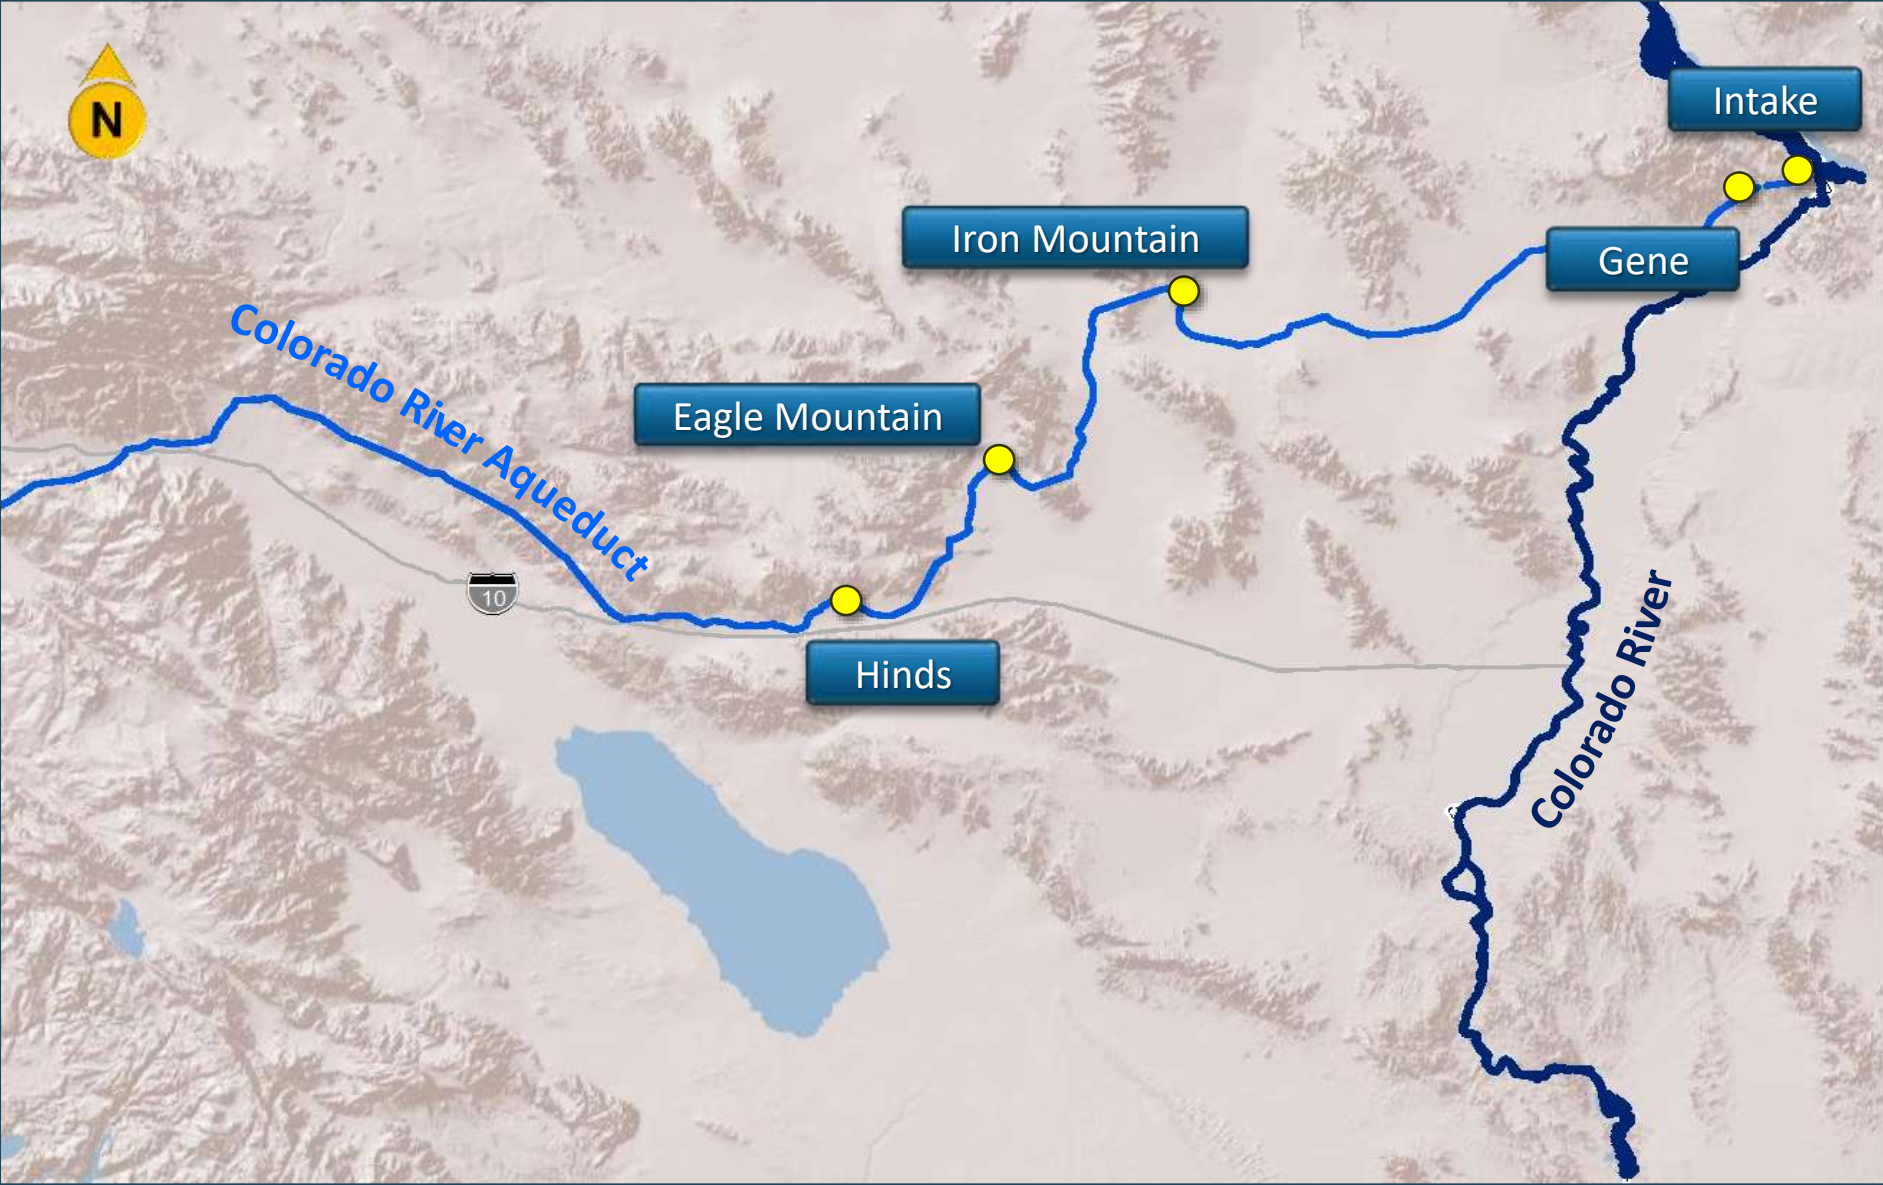 N
Intake
Iron Mountain
Gene
Colorado River Aqueduct
Eagle Mountain
10
Hinds
Colorado River